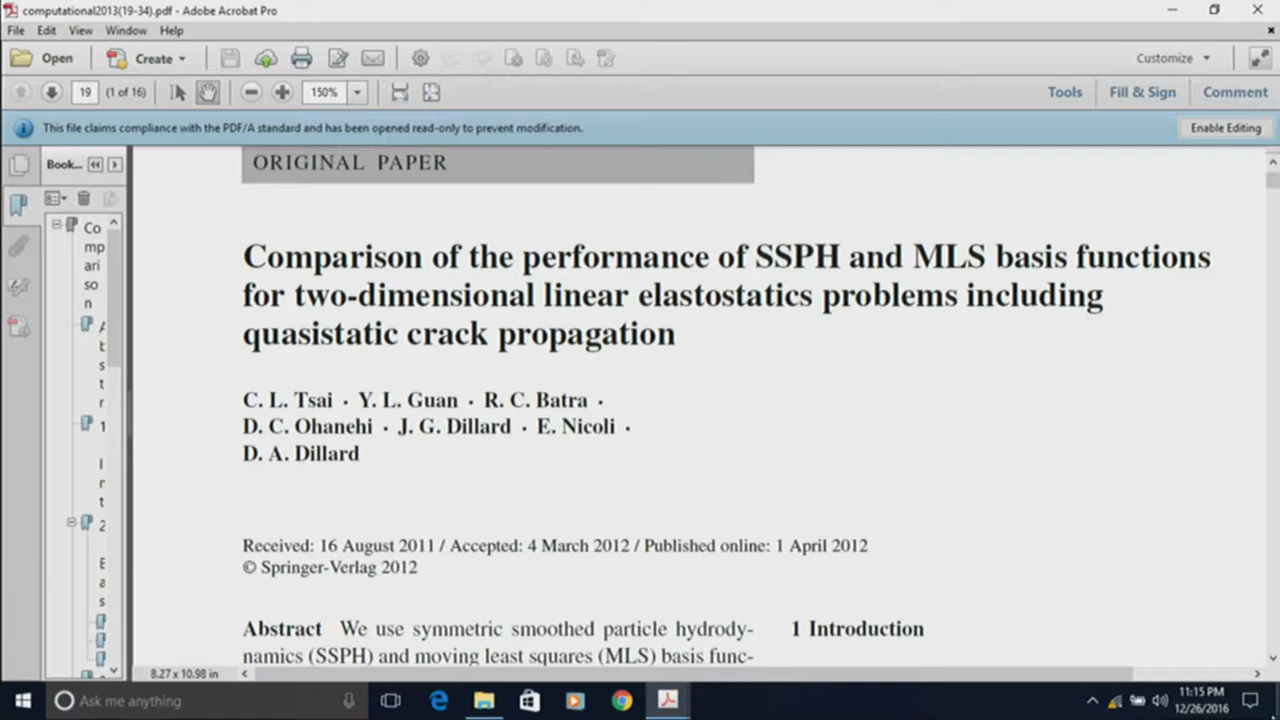 computational2013(19-34).pdf - Adobe Acrobat Pro
File Edit View Window Help
Open Create Customize
19 (1 of 16) 150% Tools Fill & Sign Comment
This file claims compliance with the PDF/A standard and has been opened read-only to prevent modification. Enable Editing
Book...
Co
mp
ari
so
n
A
b
s
t
r
1
I
n
t
2
E
a
s
ORIGINAL PAPER
Comparison of the performance of SSPH and MLS basis functions
for two-dimensional linear elastostatics problems including
quasistatic crack propagation
C. L. Tsai · Y. L. Guan · R. C. Batra ·
D. C. Ohanehi · J. G. Dillard · E. Nicoli ·
D. A. Dillard
Received: 16 August 2011 / Accepted: 4 March 2012 / Published online: 1 April 2012
© Springer-Verlag 2012
Abstract We use symmetric smoothed particle hydrody-
namics (SSPH) and moving least squares (MLS) basis func-
1 Introduction
8.27 x 10.98 in
Ask me anything
11:15 PM
12/26/2016